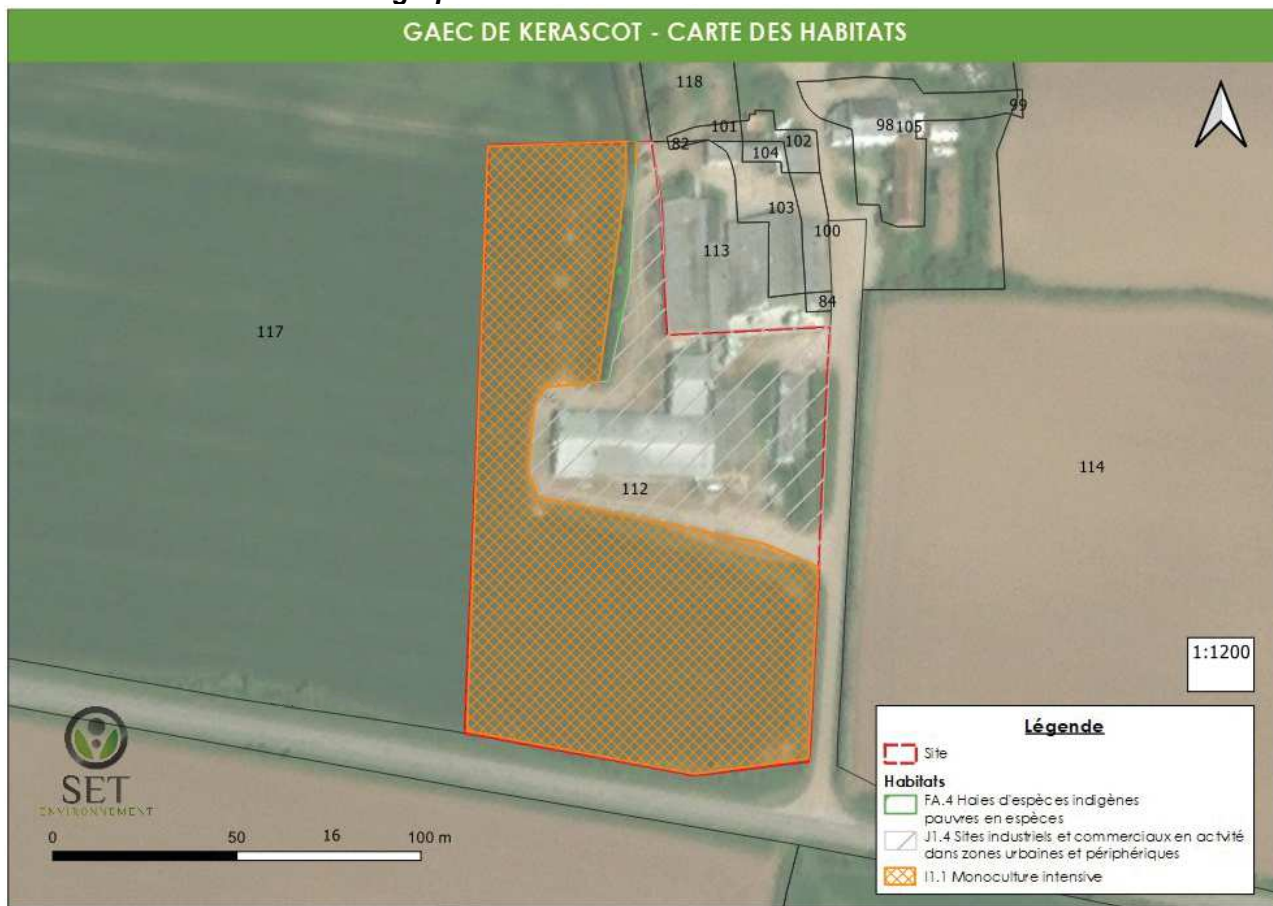 GAEC DE KERASCOT - CARTE DES HABITATS
118
99
101
98
105
82
102
104
103
100
113
84
117
114
112
1:1200
SET
ENVIRONNEMENT
0
50
16
100 m
Légende
Site
Habitats
FA.4 Haies d'espèces indigènes
pauvres en espèces
J1.4 Sites industriels et commerciaux en actvité
dans zones urbaines et périphériques
I1.1 Monoculture intensive